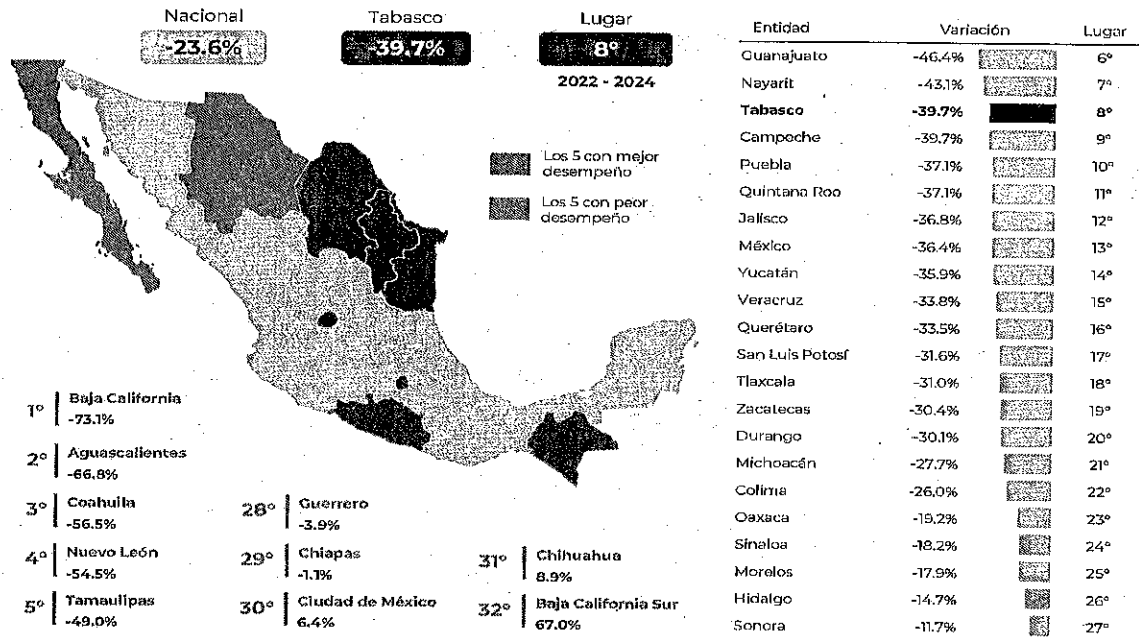 Nacional
-23.6%
Tabasco
-39.7%
Lugar
8°
2022 - 2024
Los 5 con mejor
desempeño
Los 5 con peor
desempeño
1° Baja California
-73.1%
2° Aguascalientes
-66.8%
3° Coahuila
-56.5%
4° Nuevo León
-54.5%
5° Tamaulipas
-49.0%
28° Guerrero
-3.9%
29° Chiapas
-1.1%
30° Ciudad de México
6.4%
31° Chihuahua
8.9%
32° Baja California Sur
67.0%
Entidad Variación Lugar
Guanajuato -46.4% 6°
Nayarit -43.1% 7°
Tabasco -39.7% 8°
Campeche -39.7% 9°
Puebla -37.1% 10°
Quintana Roo -37.1% 11°
Jalisco -36.8% 12°
México -36.4% 13°
Yucatán -35.9% 14°
Veracruz -33.8% 15°
Querétaro -33.5% 16°
San Luis Potosí -31.6% 17°
Tlaxcala -31.0% 18°
Zacatecas -30.4% 19°
Durango -30.1% 20°
Michoacán -27.7% 21°
Colima -26.0% 22°
Oaxaca -19.2% 23°
Sinaloa -18.2% 24°
Morelos -17.9% 25°
Hidalgo -14.7% 26°
Sonora -11.7% 27°